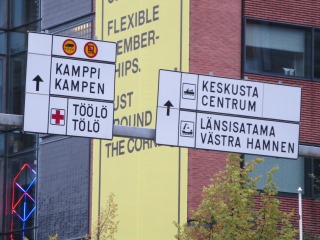 FLEXIBLE
EMBER-
HIPS.
UST
ROUND
THE CORN
KAMPPI
KAMPEN
TÖÖLÖ
TÖLÖ
KESKUSTA
CENTRUM
LÄNSISATAMA
VÄSTRA HAMNEN